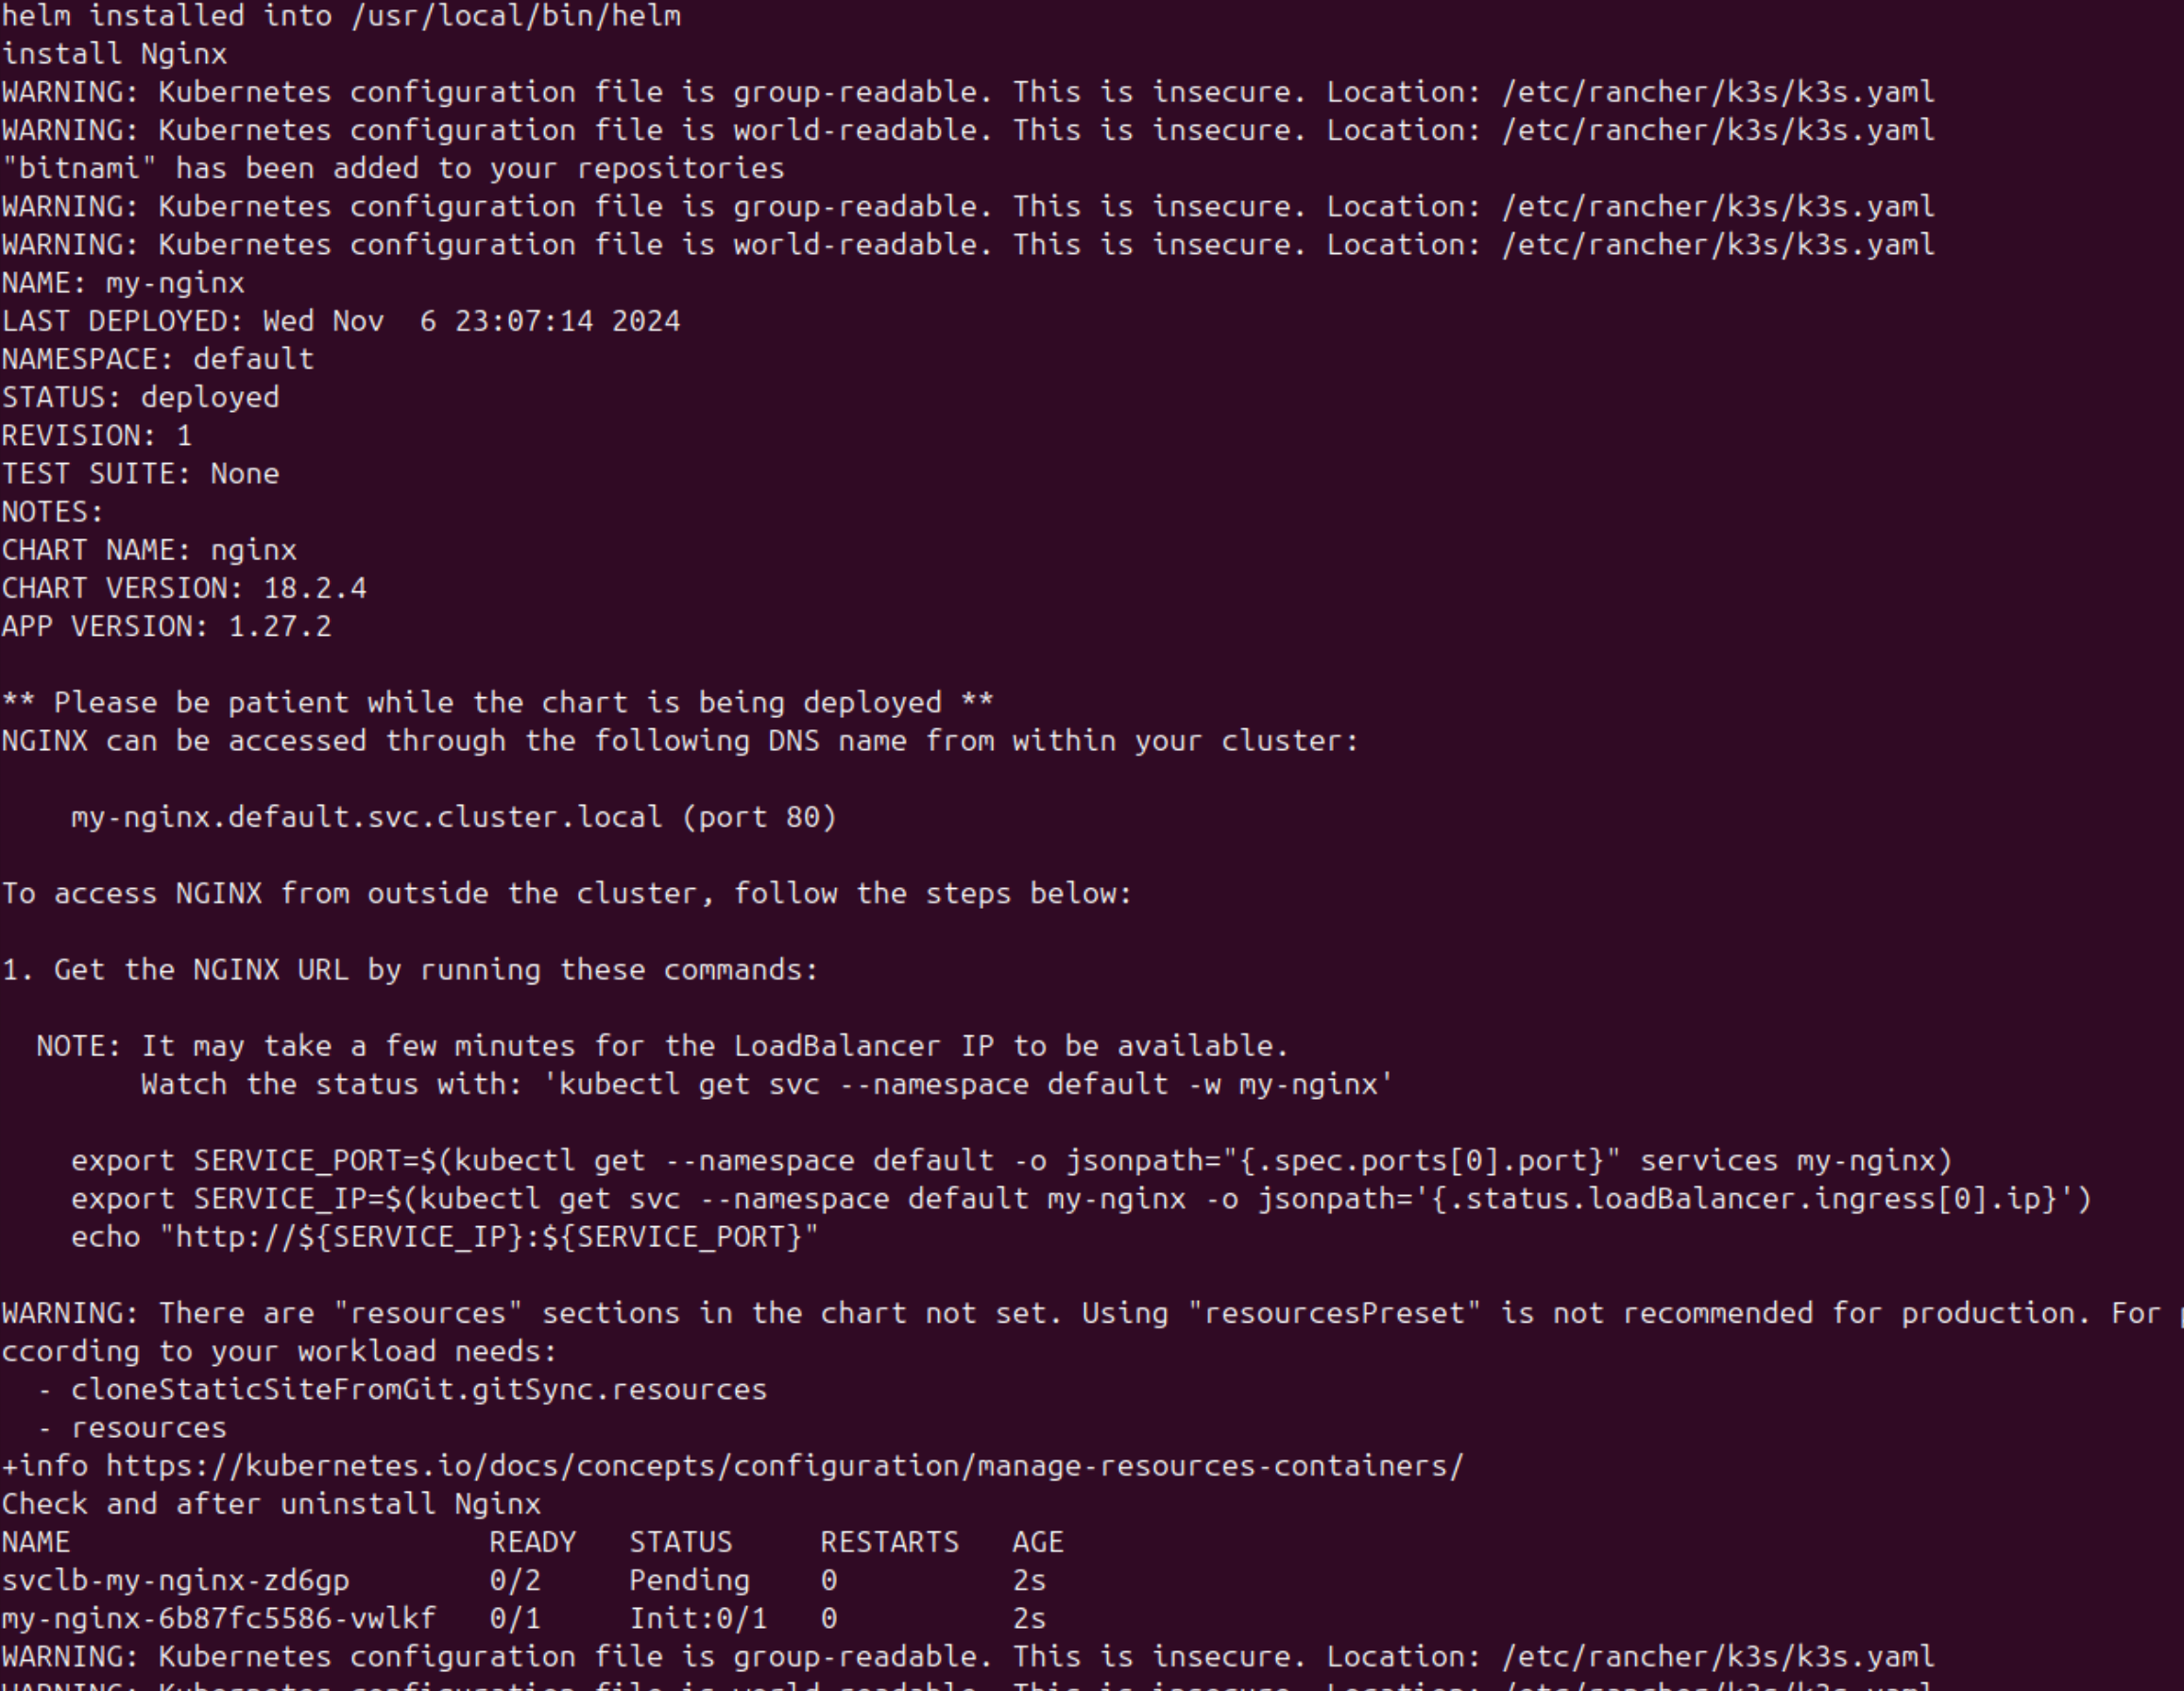 helm installed into /usr/local/bin/helm
install Nginx
WARNING: Kubernetes configuration file is group-readable. This is insecure. Location: /etc/rancher/k3s/k3s.yaml
WARNING: Kubernetes configuration file is world-readable. This is insecure. Location: /etc/rancher/k3s/k3s.yaml
"bitnami" has been added to your repositories
WARNING: Kubernetes configuration file is group-readable. This is insecure. Location: /etc/rancher/k3s/k3s.yaml
WARNING: Kubernetes configuration file is world-readable. This is insecure. Location: /etc/rancher/k3s/k3s.yaml
NAME: my-nginx
LAST DEPLOYED: Wed Nov  6 23:07:14 2024
NAMESPACE: default
STATUS: deployed
REVISION: 1
TEST SUITE: None
NOTES:
CHART NAME: nginx
CHART VERSION: 18.2.4
APP VERSION: 1.27.2

** Please be patient while the chart is being deployed **
NGINX can be accessed through the following DNS name from within your cluster:

    my-nginx.default.svc.cluster.local (port 80)

To access NGINX from outside the cluster, follow the steps below:

1. Get the NGINX URL by running these commands:

  NOTE: It may take a few minutes for the LoadBalancer IP to be available.
        Watch the status with: 'kubectl get svc --namespace default -w my-nginx'

    export SERVICE_PORT=$(kubectl get --namespace default -o jsonpath="{.spec.ports[0].port}" services my-nginx)
    export SERVICE_IP=$(kubectl get svc --namespace default my-nginx -o jsonpath='{.status.loadBalancer.ingress[0].ip}')
    echo "http://${SERVICE_IP}:${SERVICE_PORT}"

WARNING: There are "resources" sections in the chart not set. Using "resourcesPreset" is not recommended for production. For
ccording to your workload needs:
  - cloneStaticSiteFromGit.gitSync.resources
  - resources
+info https://kubernetes.io/docs/concepts/configuration/manage-resources-containers/
Check and after uninstall Nginx
NAME                        READY   STATUS     RESTARTS   AGE
svclb-my-nginx-zd6gp        0/2     Pending    0          2s
my-nginx-6b87fc5586-vwlkf   0/1     Init:0/1   0          2s
WARNING: Kubernetes configuration file is group-readable. This is insecure. Location: /etc/rancher/k3s/k3s.yaml
WARNING: Kubernetes configuration file is world-readable. This is insecure. Location: /etc/rancher/k3s/k3s.yaml